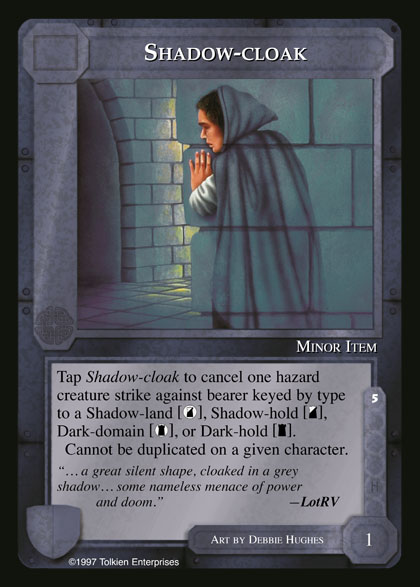 SHADOW-CLOAK
MINOR ITEM
Tap Shadow-cloak to cancel one hazard
creature strike against bearer keyed by type
to a Shadow-land [], Shadow-hold [],
Dark-domain [], or Dark-hold [].
Cannot be duplicated on a given character.
“… a great silent shape, cloaked in a grey
shadow… some nameless menace of power
and doom.” —LotRV
5
ART BY DEBBIE HUGHES
1
©1997 Tolkien Enterprises